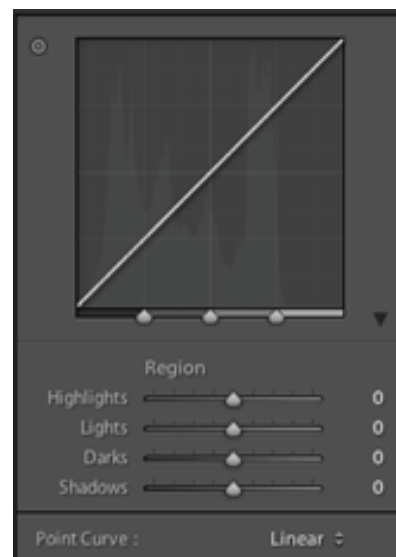 Region
Highlights 0
Lights 0
Darks 0
Shadows 0
Point Curve : Linear